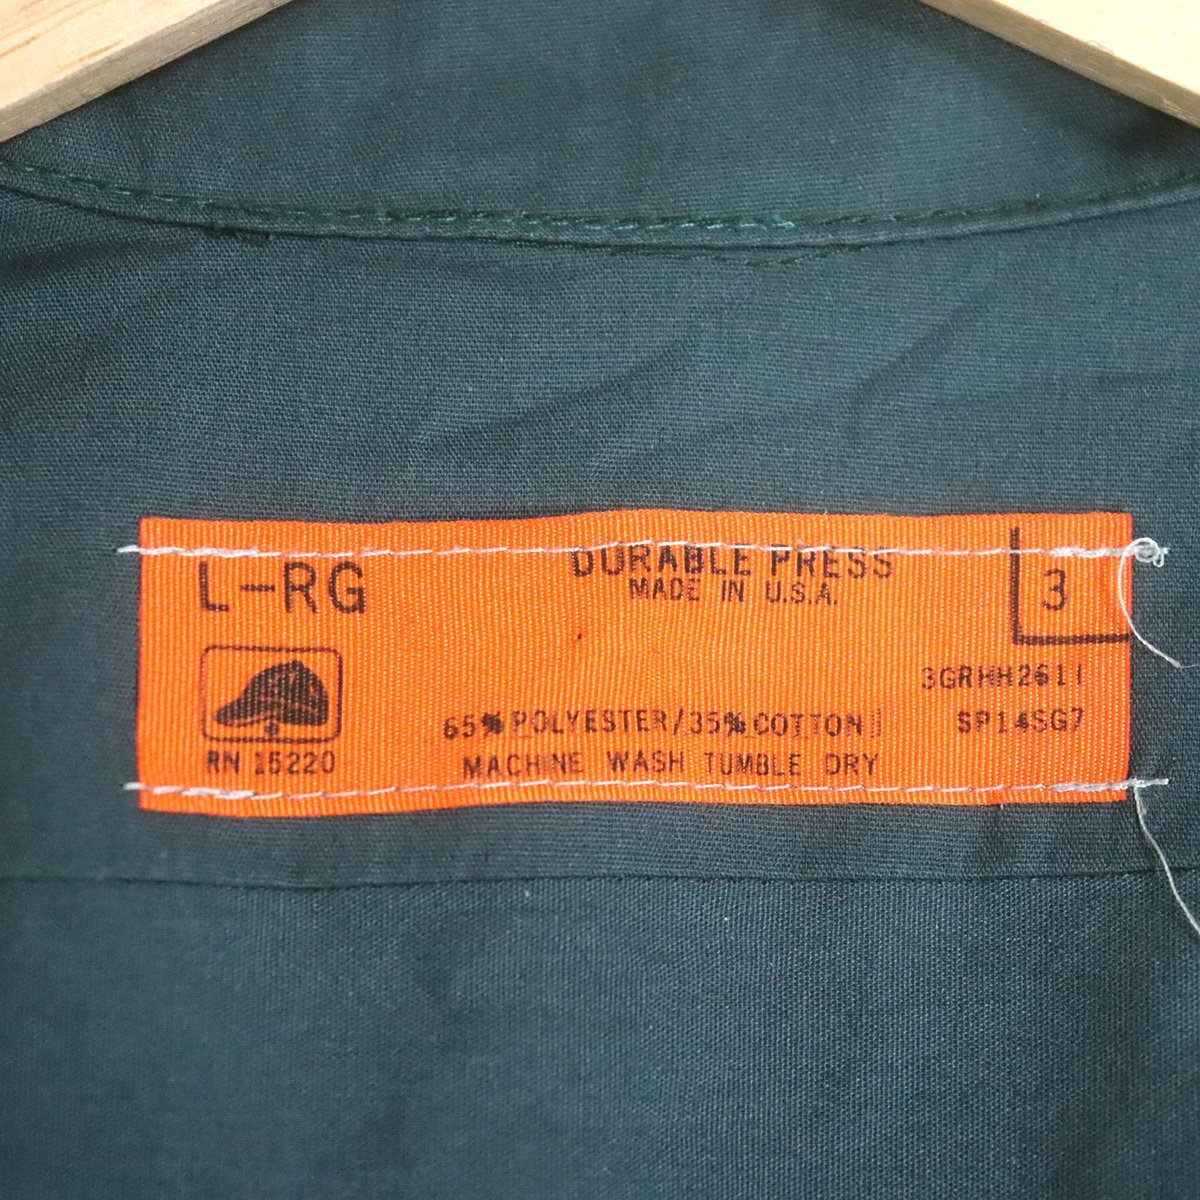 L-RG
DURABLE PRESS
MADE IN U.S.A.
3
3GRHH2611
65% POLYESTER/35% COTTON
SP14SG7
RN 15220
MACHINE WASH TUMBLE DRY